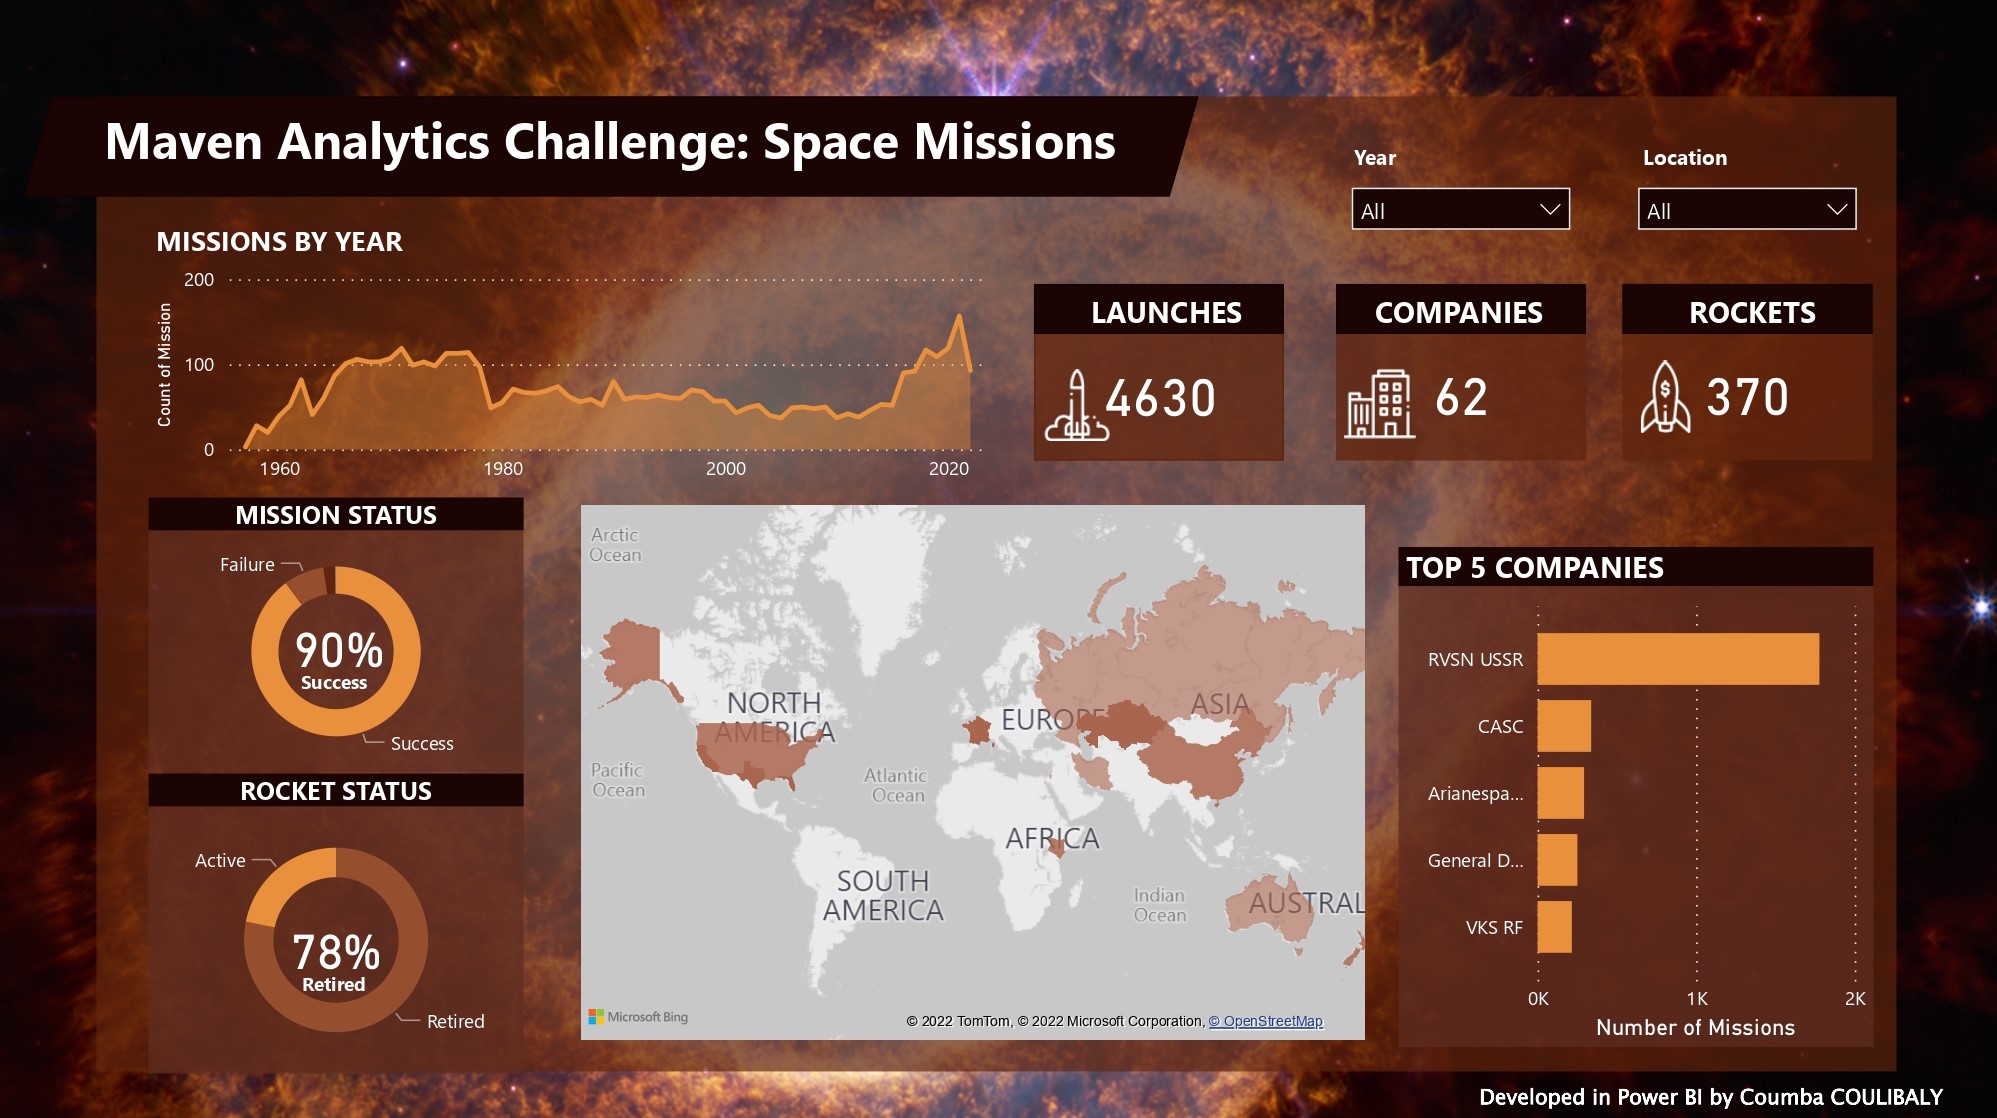 Maven Analytics Challenge: Space Missions
Year
Location
All
All
MISSIONS BY YEAR
200
100
0
Count of Mission
1960
1980
2000
2020
LAUNCHES
4630
COMPANIES
62
ROCKETS
$
370
MISSION STATUS
Failure
90%
Success
Success
ROCKET STATUS
Active
78%
Retired
Retired
Arctic
Ocean
NORTH
AMERICA
EUROPE
ASIA
Pacific
Ocean
Atlantic
Ocean
AFRICA
SOUTH
AMERICA
Indian
Ocean
AUSTRAL
Microsoft Bing
© 2022 TomTom, © 2022 Microsoft Corporation, © OpenStreetMap
TOP 5 COMPANIES
RVSN USSR
CASC
Arianespa...
General D...
VKS RF
0K
1K
2K
Number of Missions
Developed in Power BI by Coumba COULIBALY